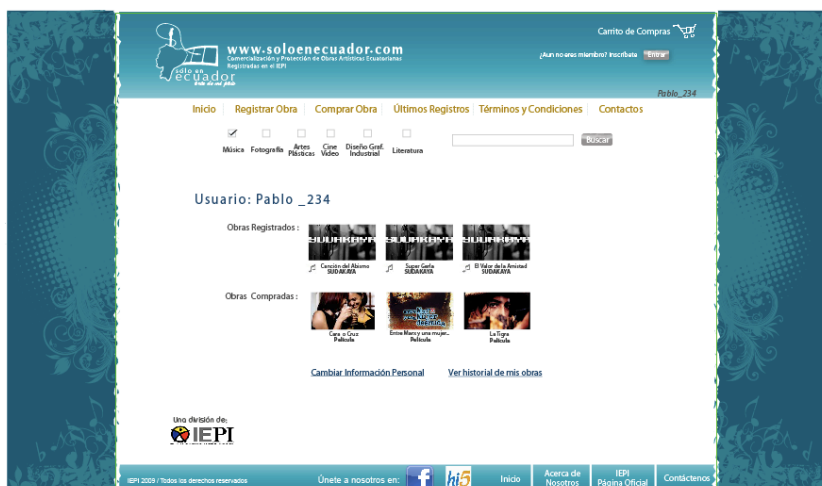 Carrito de Compras
www.soloenecuador.com
Comercialización y Protección de Obras Artísticas Ecuatorianas
Registradas en el IEPI
¿Aun no eres miembro? Inscríbete Entrar
sólo en
ecuador
Pablo_234
Inicio Registrar Obra Comprar Obra Últimos Registros Términos y Condiciones Contactos
Buscar
Música Fotografía Artes Plásticas Cine Video Diseño Graf. Industrial Literatura
Usuario: Pablo _234
Obras Registrados :
SUDAKAYA SUDAKAYA SUDAKAYA
Canción del Abismo Super Gerla El Valor de la Amistad
SUDAKAYA SUDAKAYA SUDAKAYA
Obras Compradas :
Cara o Cruz Entre Marx y una mujer... La Tigra
Película Película Película
Cambiar Información Personal Ver historial de mis obras
Una división de:
IEPI
IEPI 2009 / Todos los derechos reservados Únete a nosotros en: f hi5 Inicio Acerca de Nosotros IEPI Página Oficial Contáctenos